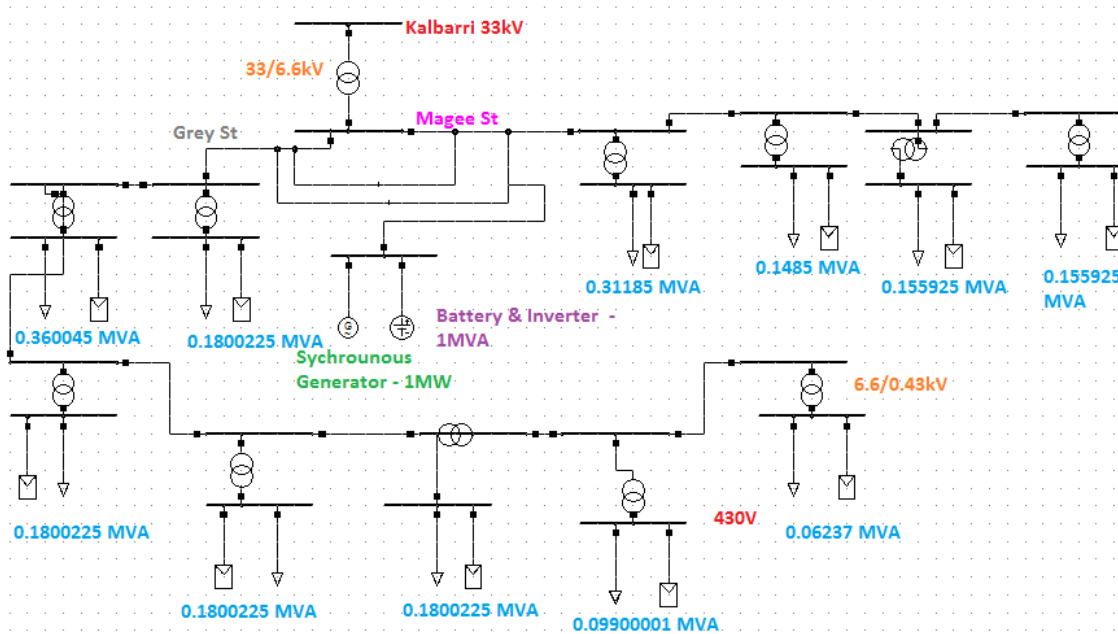 Kalbarri 33kV
33/6.6kV
Magee St
Grey St
0.31185 MVA
0.1485 MVA
0.155925 MVA
0.155925
MVA
0.360045 MVA
0.1800225 MVA
Battery & Inverter -
1MVA
Sychrounous
Generator - 1MW
G
6.6/0.43kV
0.1800225 MVA
430V
0.06237 MVA
0.1800225 MVA
0.1800225 MVA
0.09900001 MVA